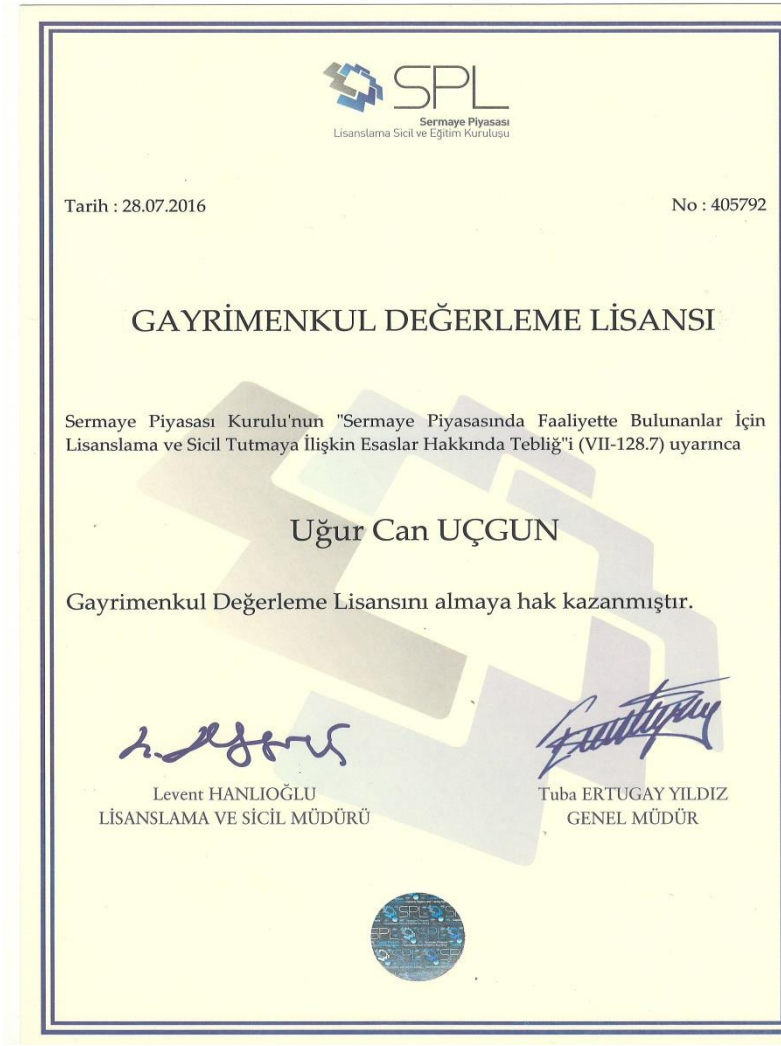 SPL
Sermaye Piyasası
Lisanslama Sicil ve Eğitim Kuruluşu
Tarih : 28.07.2016
No : 405792
GAYRİMENKUL DEĞERLEME LİSANSI
Sermaye Piyasası Kurulu'nun "Sermaye Piyasasında Faaliyette Bulunanlar İçin
Lisanslama ve Sicil Tutmaya İlişkin Esaslar Hakkında Tebliğ"i (VII-128.7) uyarınca
Uğur Can UÇGUN
Gayrimenkul Değerleme Lisansını almaya hak kazanmıştır.
Levent HANLIOĞLU
LİSANSLAMA VE SİCİL MÜDÜRÜ
Tuba ERTUGAY YILDIZ
GENEL MÜDÜR